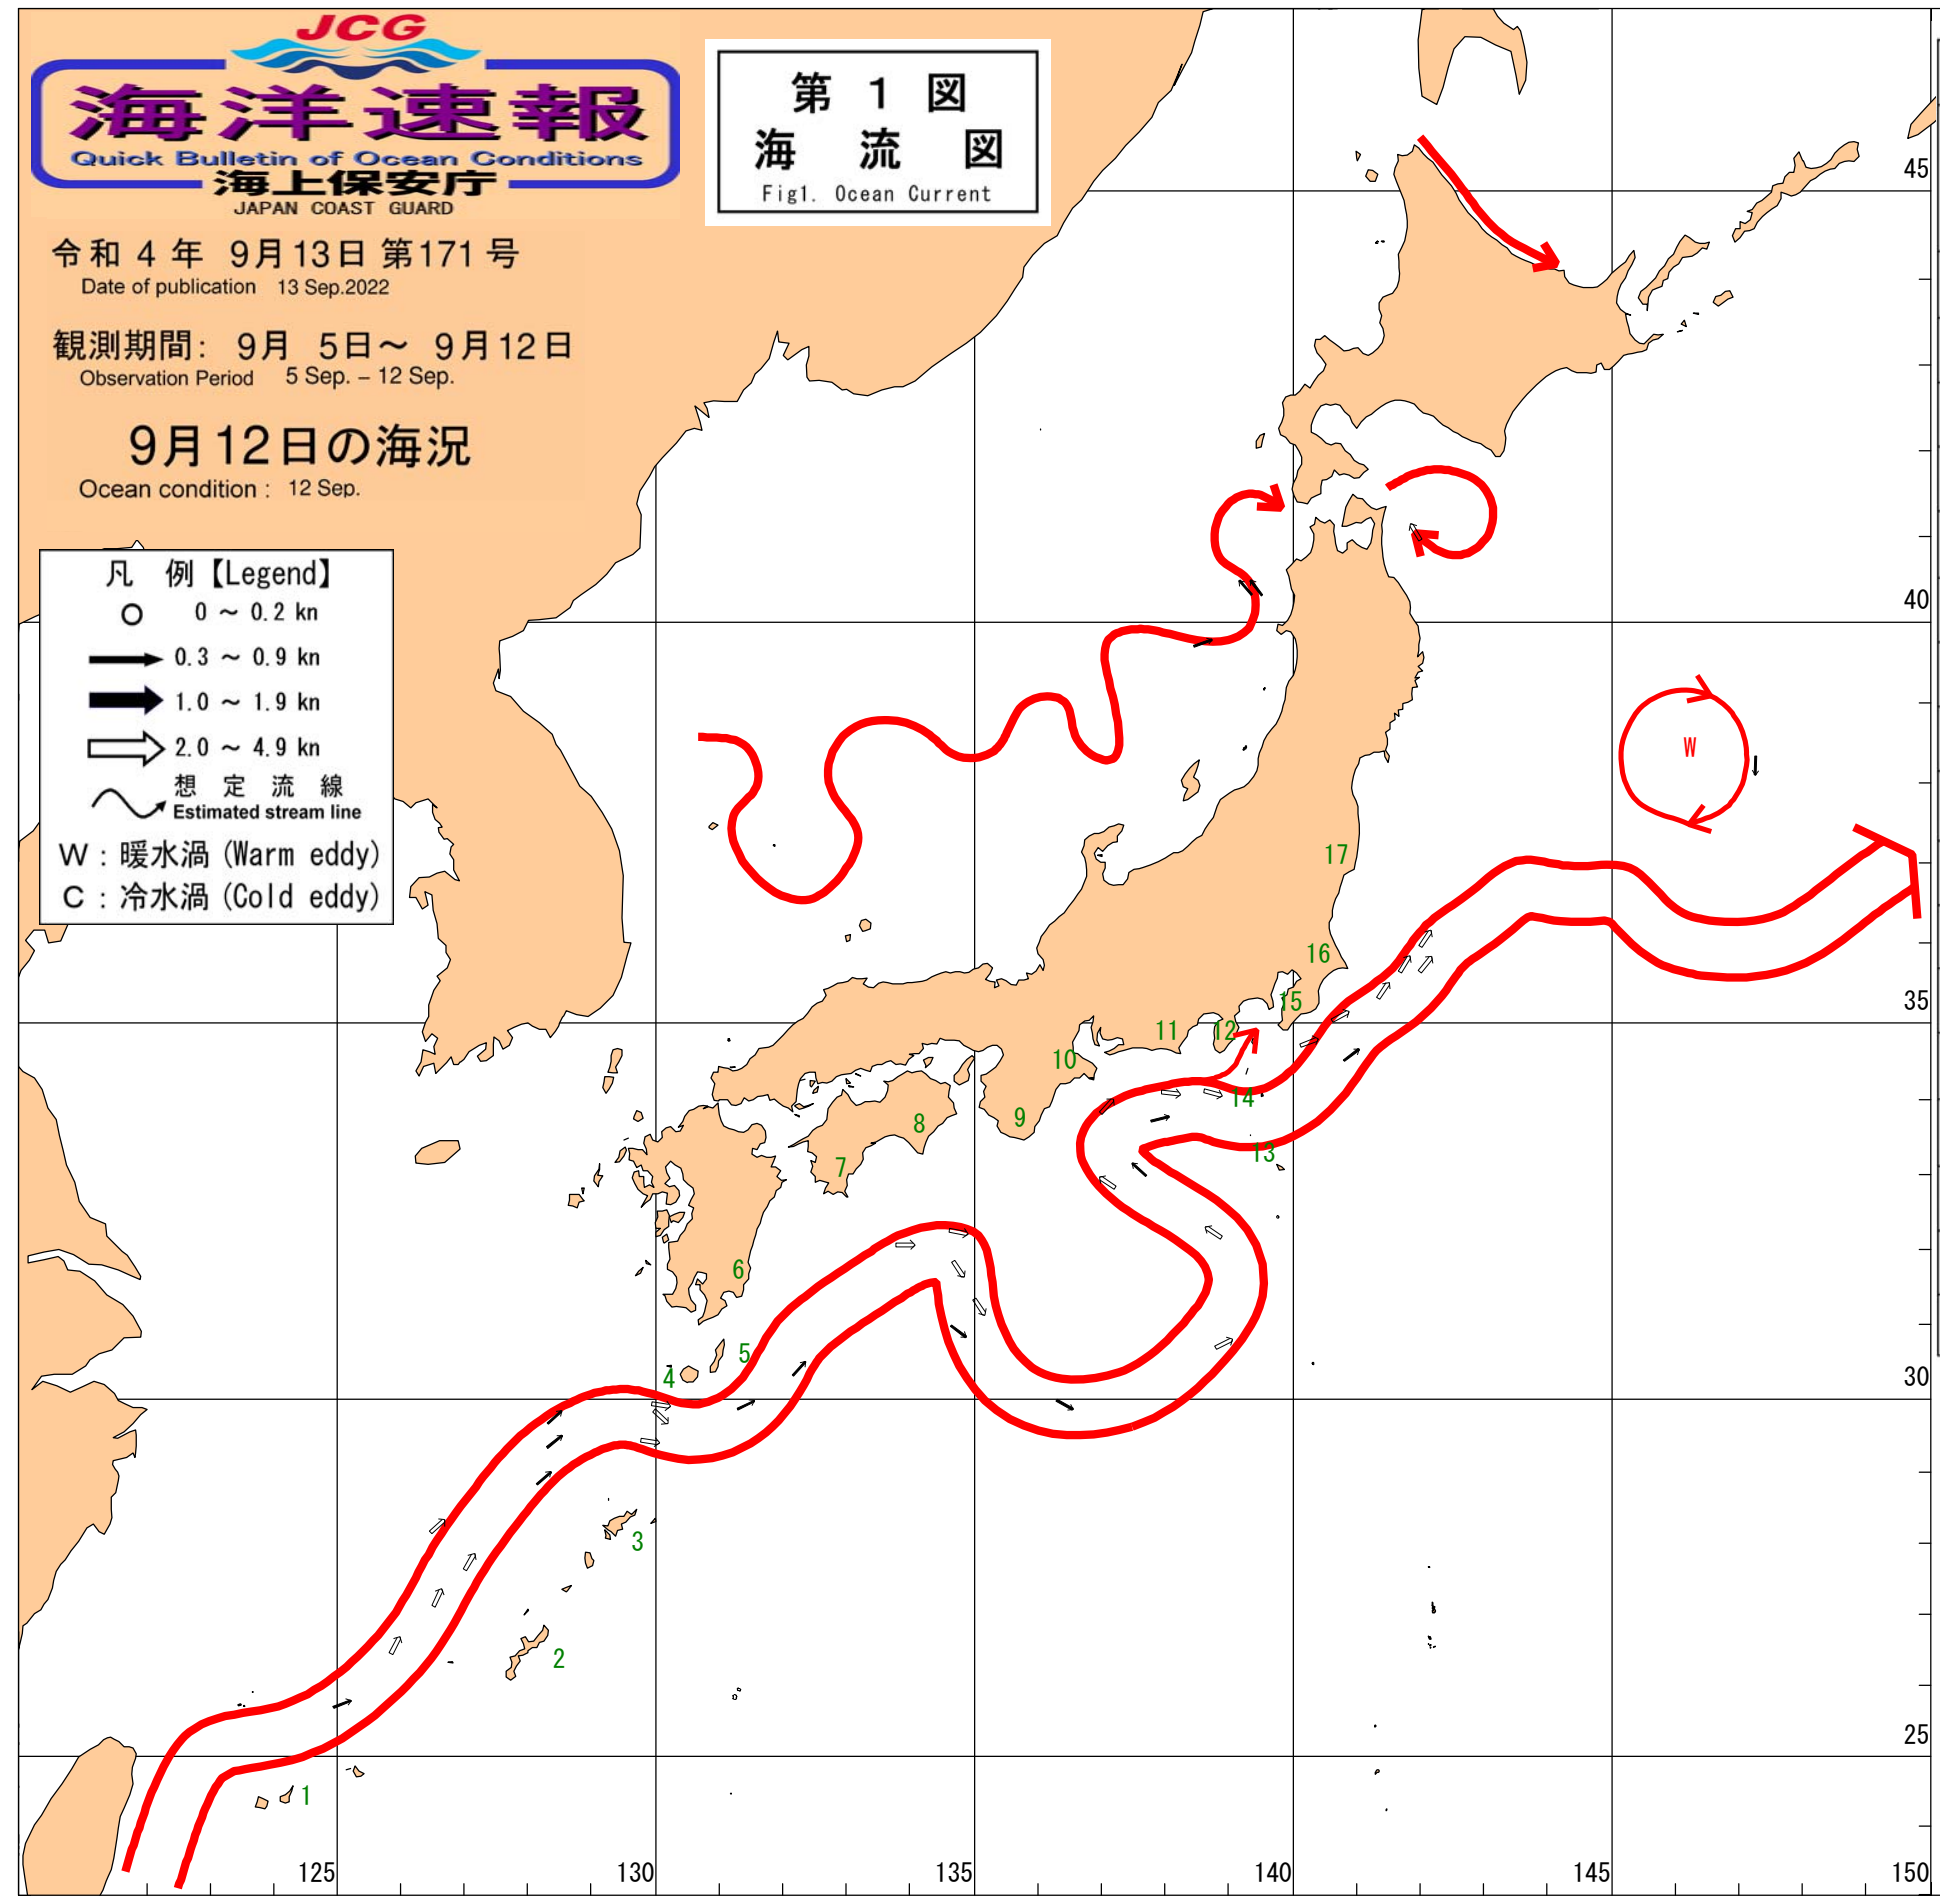 JCG
海洋速報
Quick Bulletin of Ocean Conditions
海上保安庁
JAPAN COAST GUARD
第 1 図
海 流 図
Fig1. Ocean Current
令和 4 年 9月13日 第171 号
Date of publication 13 Sep.2022
観測期間: 9月 5日～ 9月12日
Observation Period 5 Sep. – 12 Sep.
9月12日の海況
Ocean condition : 12 Sep.
凡 例【Legend】
0 ～ 0.2 kn
0.3 ～ 0.9 kn
1.0 ～ 1.9 kn
2.0 ～ 4.9 kn
想 定 流 線
Estimated stream line
W : 暖水渦 (Warm eddy)
C : 冷水渦 (Cold eddy)
45
40
W
17
16
35
15
12
11
10
14
9
8
13
7
6
5
4
30
3
2
25
1
125
130
135
140
145
150